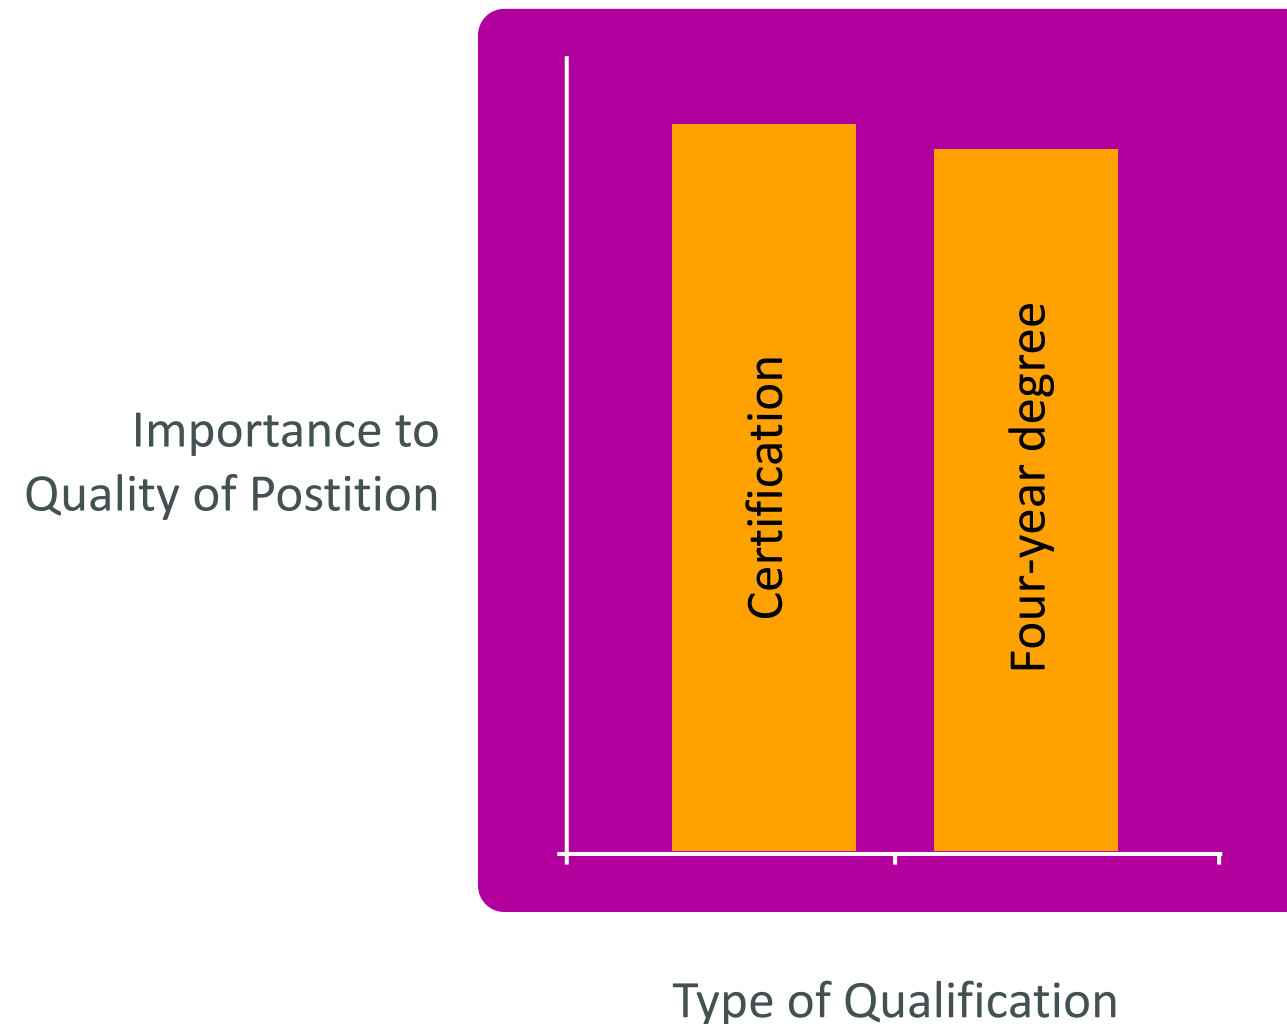 Importance to
Quality of Postition
Certification
Four-year degree
Type of Qualification